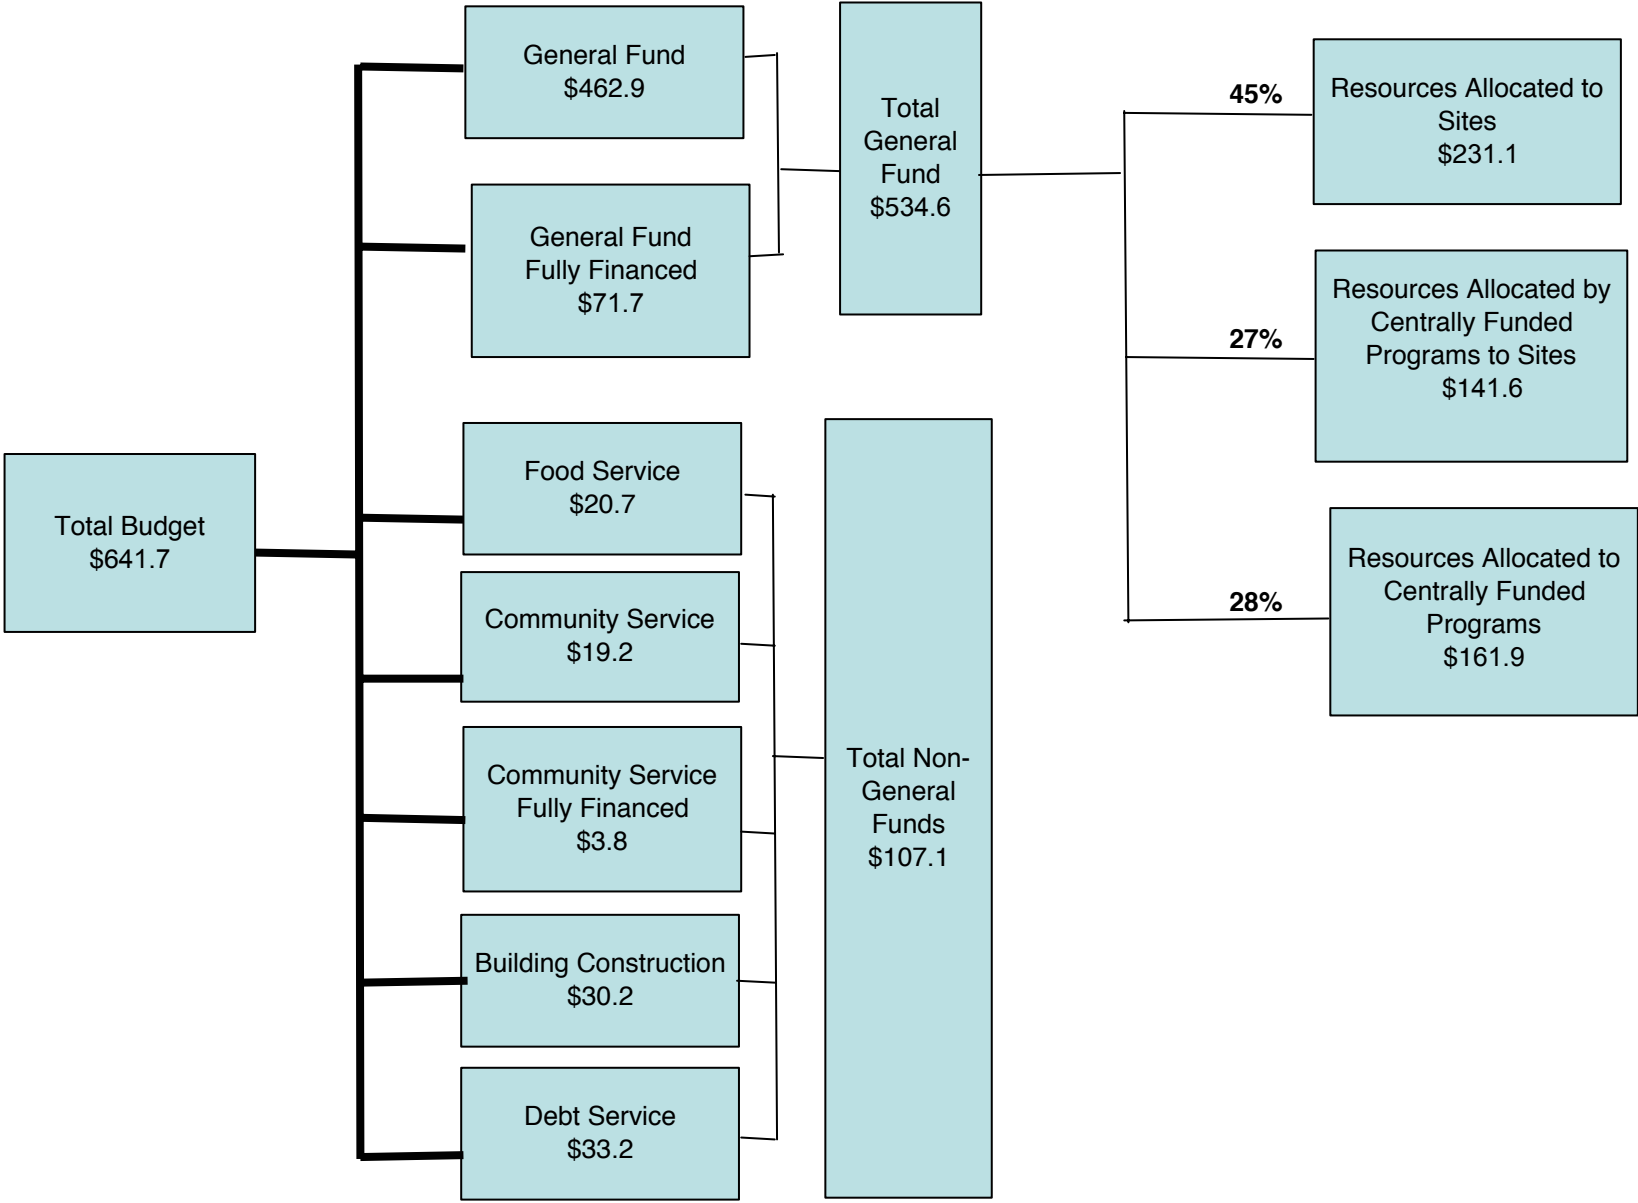 General Fund
$462.9
General Fund
Fully Financed
$71.7
Total
General
Fund
$534.6
45%
Resources Allocated to
Sites
$231.1
27%
Resources Allocated by
Centrally Funded
Programs to Sites
$141.6
28%
Resources Allocated to
Centrally Funded
Programs
$161.9
Total Budget
$641.7
Food Service
$20.7
Community Service
$19.2
Community Service
Fully Financed
$3.8
Building Construction
$30.2
Debt Service
$33.2
Total Non-
General
Funds
$107.1